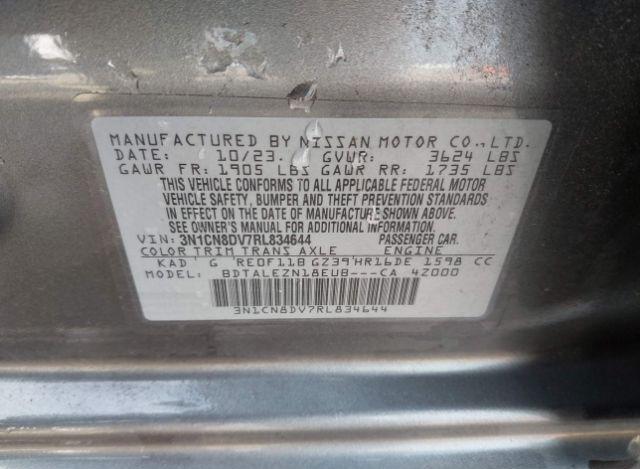 MANUFACTURED BY NISSAN MOTOR CO., LTD.
DATE: 10/23 GVWR: 3624 LBS
GAWR FR: 1905 LBS GAWR RR: 1735 LBS
THIS VEHICLE CONFORMS TO ALL APPLICABLE FEDERAL MOTOR
VEHICLE SAFETY, BUMPER AND THEFT PREVENTION STANDARDS
IN EFFECT ON THE DATE OF MANUFACTURE SHOWN ABOVE.
SEE OWNER'S MANUAL FOR ADDITIONAL INFORMATION.
VIN: 3N1CN8DV7RL834644 PASSENGER CAR.
COLOR TRIM TRANS AXLE ENGINE
KAD G RE0F11B GZ39 HR16DE 1598 CC
MODEL: BDTALEZN18EUB---CA 4Z000
3N1CN8DV7RL834644